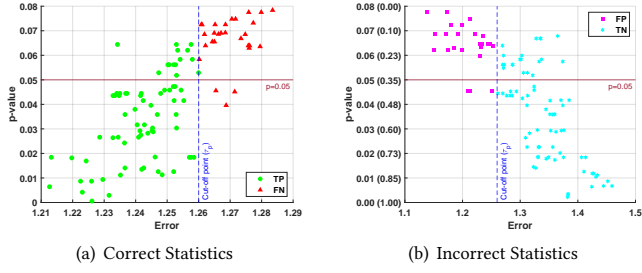 0.08
0.07
0.06
0.05
0.04
0.03
0.02
0.01
0
p-value
p=0.05
Cut-off point (τp)
TP
FN
1.21 1.22 1.23 1.24 1.25 1.26 1.27 1.28 1.29
Error
(a) Correct Statistics
0.08 (0.00)
0.07 (0.10)
0.06 (0.23)
0.05 (0.35)
0.04 (0.48)
0.03 (0.60)
0.02 (0.73)
0.01 (0.85)
0.00 (1.00)
p-value
p=0.05
Cut-off point (τp)
FP
TN
1.1 1.2 1.3 1.4 1.5
Error
(b) Incorrect Statistics